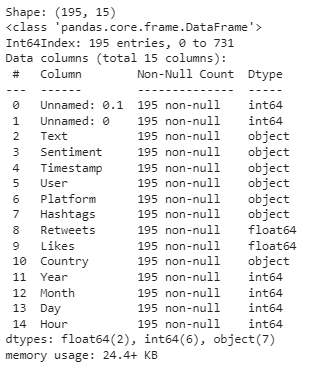 Shape: (195, 15)
<class 'pandas.core.frame.DataFrame'>
Int64Index: 195 entries, 0 to 731
Data columns (total 15 columns):
 #   Column        Non-Null Count  Dtype
---  ------        --------------  -----
 0   Unnamed: 0.1  195 non-null    int64
 1   Unnamed: 0    195 non-null    int64
 2   Text          195 non-null    object
 3   Sentiment     195 non-null    object
 4   Timestamp     195 non-null    object
 5   User          195 non-null    object
 6   Platform      195 non-null    object
 7   Hashtags      195 non-null    object
 8   Retweets      195 non-null    float64
 9   Likes         195 non-null    float64
 10  Country       195 non-null    object
 11  Year          195 non-null    int64
 12  Month         195 non-null    int64
 13  Day           195 non-null    int64
 14  Hour          195 non-null    int64
dtypes: float64(2), int64(6), object(7)
memory usage: 24.4+ KB